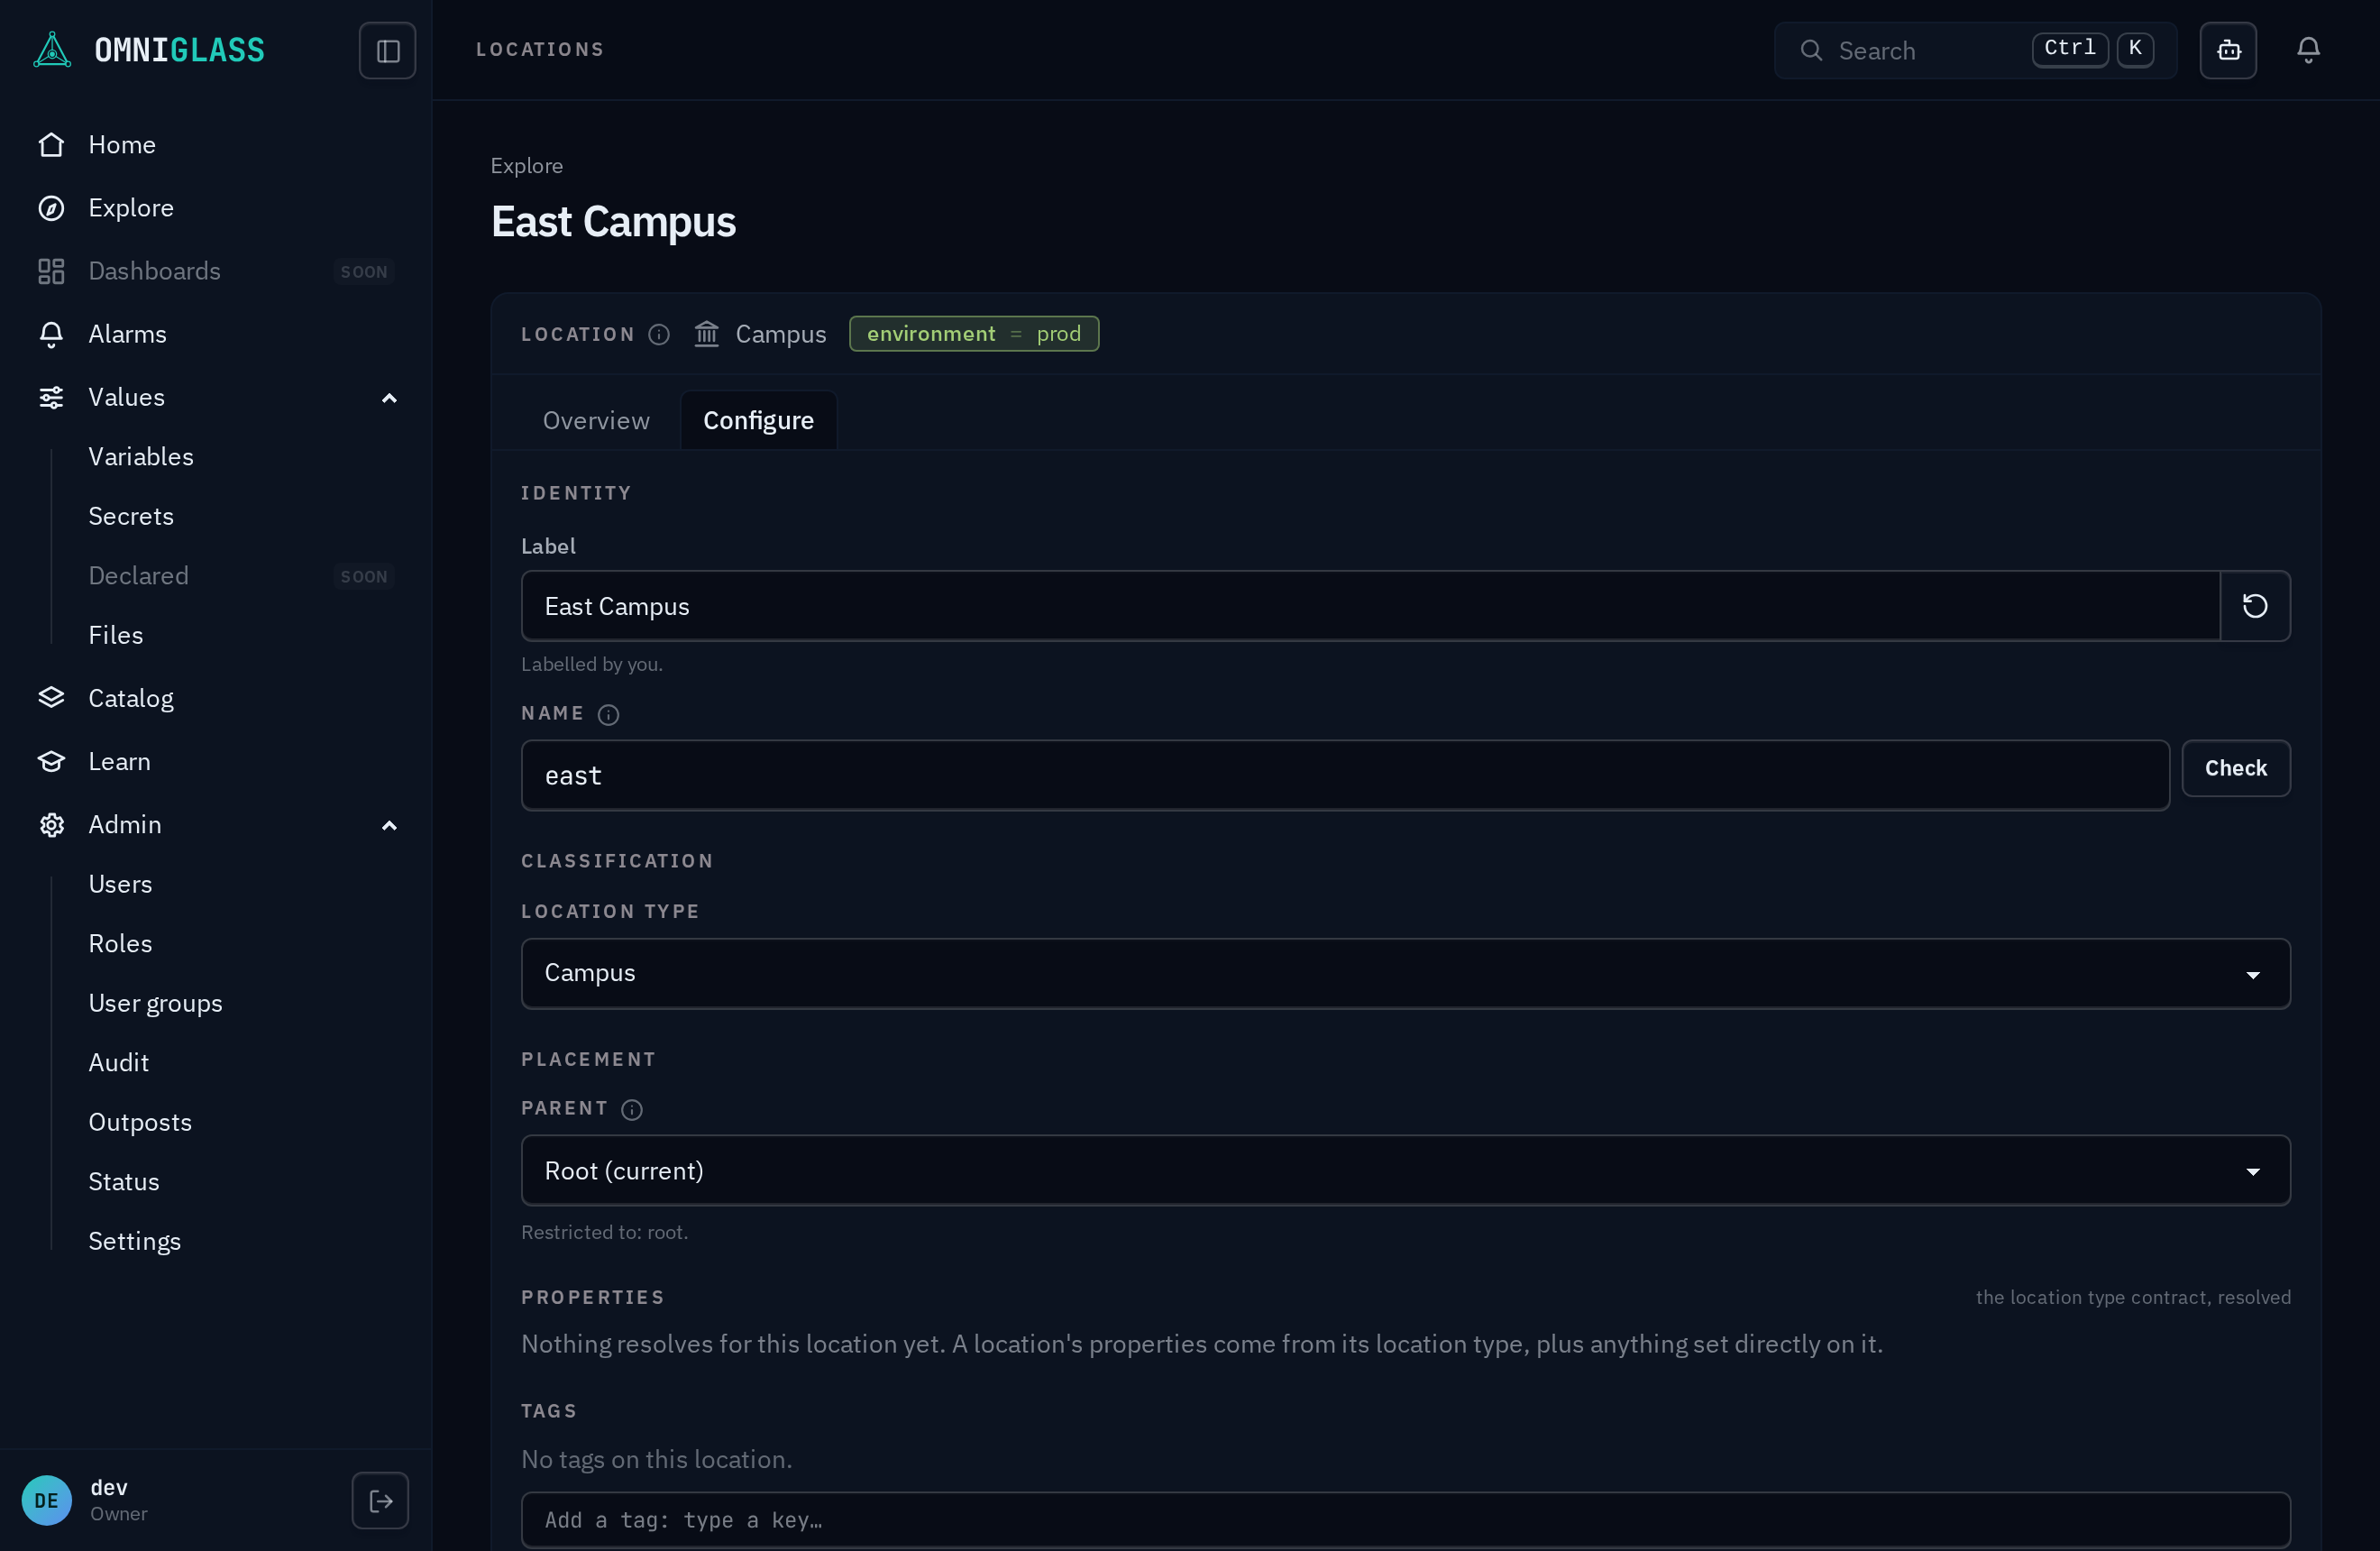 OMNIGLASS
Home
Explore
Dashboards SOON
Alarms
Values
Variables
Secrets
Declared SOON
Files
Catalog
Learn
Admin
Users
Roles
User groups
Audit
Outposts
Status
Settings
DE
dev
Owner
LOCATIONS
Search Ctrl K
Explore
East Campus
LOCATION Campus environment = prod
Overview Configure
IDENTITY
Label
East Campus
Labelled by you.
NAME
east Check
CLASSIFICATION
LOCATION TYPE
Campus
PLACEMENT
PARENT
Root (current)
Restricted to: root.
PROPERTIES the location type contract, resolved
Nothing resolves for this location yet. A location's properties come from its location type, plus anything set directly on it.
TAGS
No tags on this location.
Add a tag: type a key…